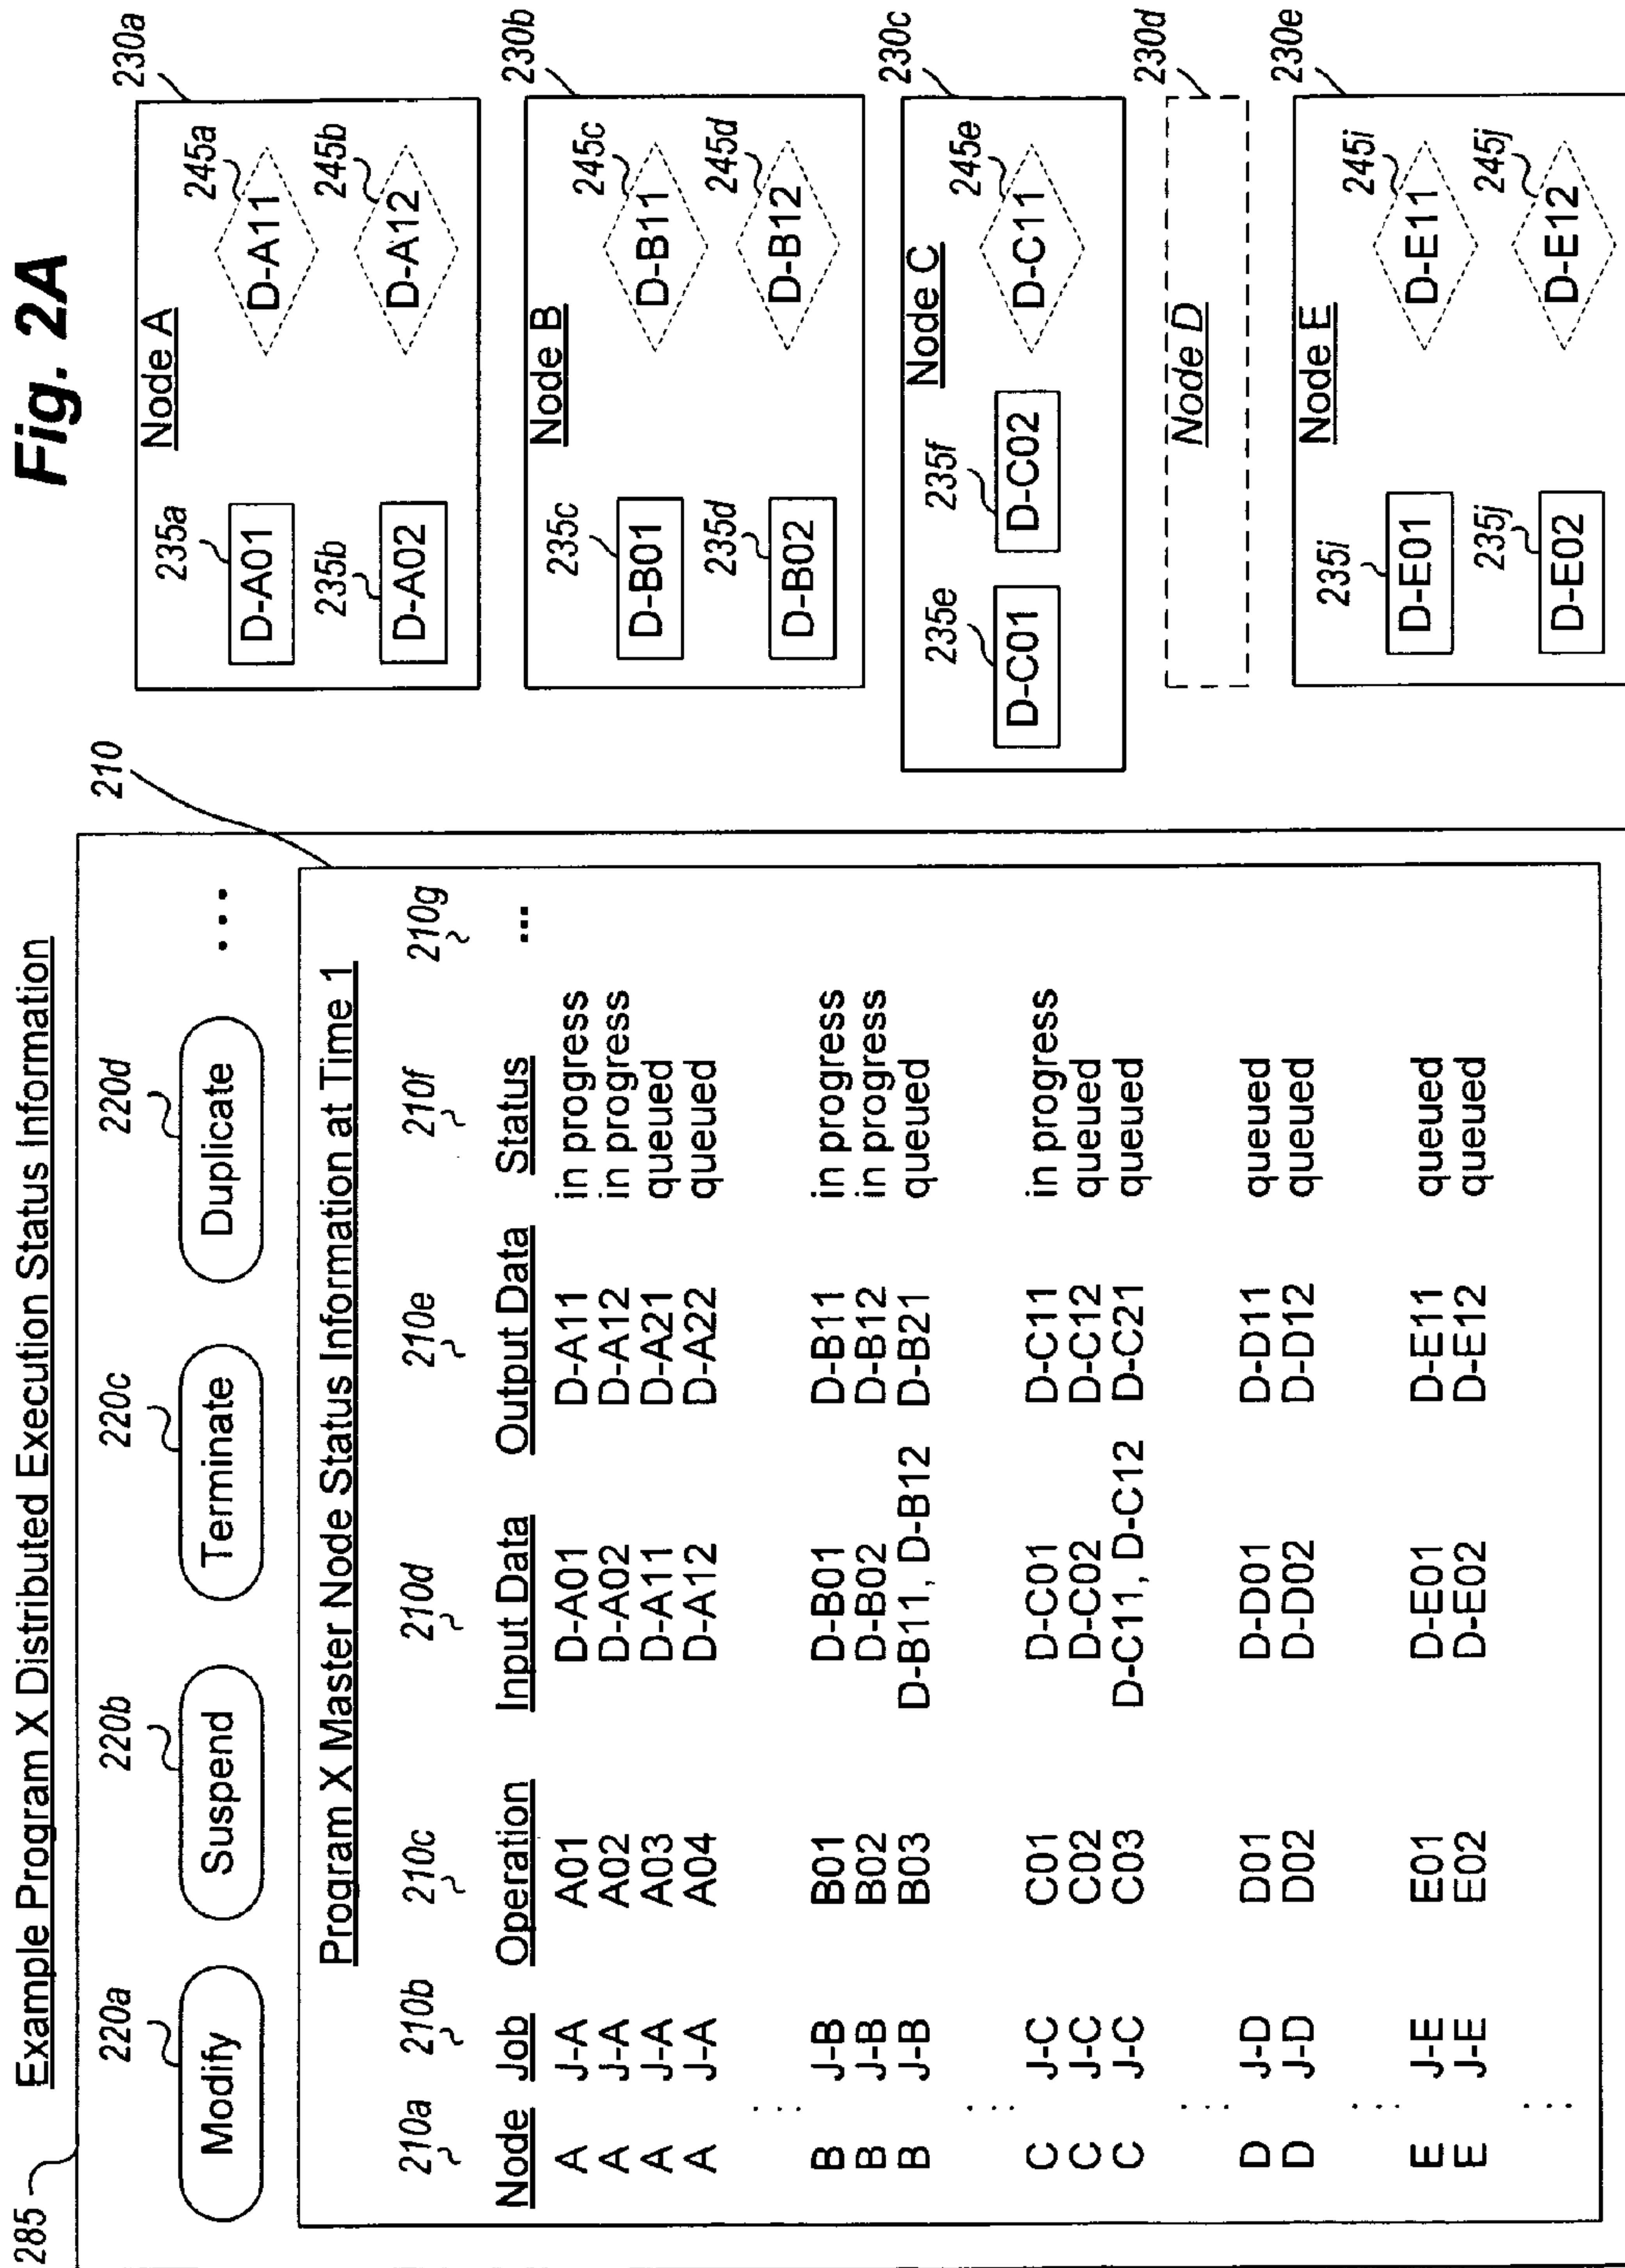 Fig. 2A
Example Program X Distributed Execution Status Information
285
220a
220b
220c
220d
Modify
Suspend
Terminate
Duplicate
...
210
Program X Master Node Status Information at Time 1
210a
210b
210c
210d
210e
210f
210g
Node Job Operation Input Data Output Data Status ...
A J-A A01 D-A01 D-A11 in progress
A J-A A02 D-A02 D-A12 in progress
A J-A A03 D-A11 D-A21 queued
A J-A A04 D-A12 D-A22 queued
...
B J-B B01 D-B01 D-B11 in progress
B J-B B02 D-B02 D-B12 in progress
B J-B B03 D-B11, D-B12 D-B21 queued
...
C J-C C01 D-C01 D-C11 in progress
C J-C C02 D-C02 D-C12 queued
C J-C C03 D-C11, D-C12 D-C21 queued
...
D J-D D01 D-D01 D-D11 queued
D J-D D02 D-D02 D-D12 queued
...
E J-E E01 D-E01 D-E11 queued
E J-E E02 D-E02 D-E12 queued
...
230a
Node A
235a
D-A01
245a
D-A11
235b
D-A02
245b
D-A12
230b
Node B
235c
D-B01
245c
D-B11
235d
D-B02
245d
D-B12
230c
Node C
235e
D-C01
235f
D-C02
245e
D-C11
230d
Node D
230e
Node E
235i
D-E01
245i
D-E11
235j
D-E02
245j
D-E12